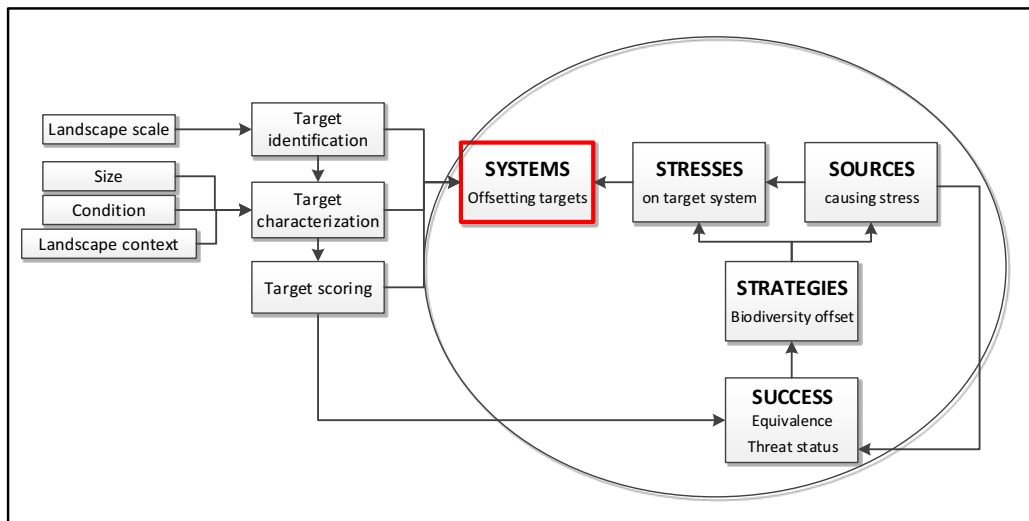 Landscape scale
Size
Condition
Landscape context
Target
identification
Target
characterization
Target scoring
SYSTEMS
Offsetting targets
STRESSES
on target system
SOURCES
causing stress
STRATEGIES
Biodiversity offset
SUCCESS
Equivalence
Threat status